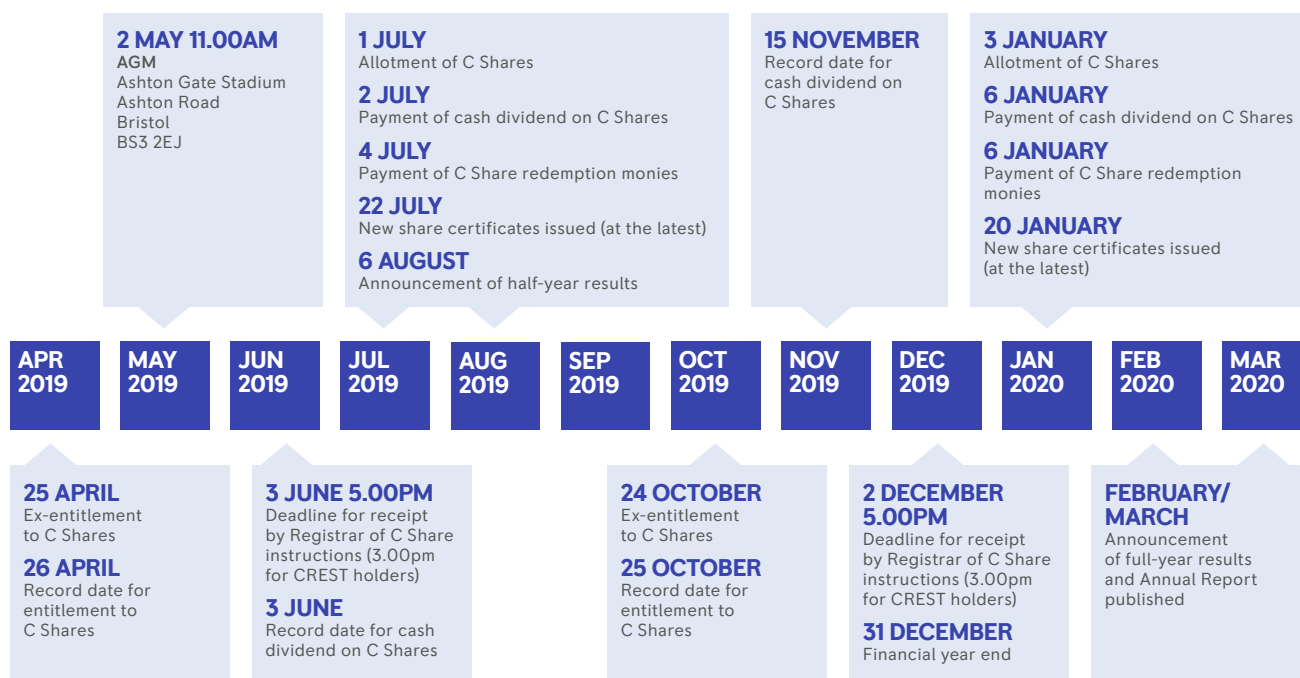 2 MAY 11.00AM
AGM
Ashton Gate Stadium
Ashton Road
Bristol
BS3 2EJ
1 JULY
Allotment of C Shares
2 JULY
Payment of cash dividend on C Shares
4 JULY
Payment of C Share redemption monies
22 JULY
New share certificates issued (at the latest)
6 AUGUST
Announcement of half-year results
15 NOVEMBER
Record date for
cash dividend on
C Shares
3 JANUARY
Allotment of C Shares
6 JANUARY
Payment of cash dividend on C Shares
6 JANUARY
Payment of C Share redemption
monies
20 JANUARY
New share certificates issued
(at the latest)
APR
2019
MAY
2019
JUN
2019
JUL
2019
AUG
2019
SEP
2019
OCT
2019
NOV
2019
DEC
2019
JAN
2020
FEB
2020
MAR
2020
25 APRIL
Ex-entitlement
to C Shares
26 APRIL
Record date for
entitlement to
C Shares
3 JUNE 5.00PM
Deadline for receipt
by Registrar of C Share
instructions (3.00pm
for CREST holders)
3 JUNE
Record date for cash
dividend on C Shares
24 OCTOBER
Ex-entitlement
to C Shares
25 OCTOBER
Record date for
entitlement to
C Shares
2 DECEMBER
5.00PM
Deadline for receipt
by Registrar of C Share
instructions (3.00pm
for CREST holders)
31 DECEMBER
Financial year end
FEBRUARY/
MARCH
Announcement
of full-year results
and Annual Report
published